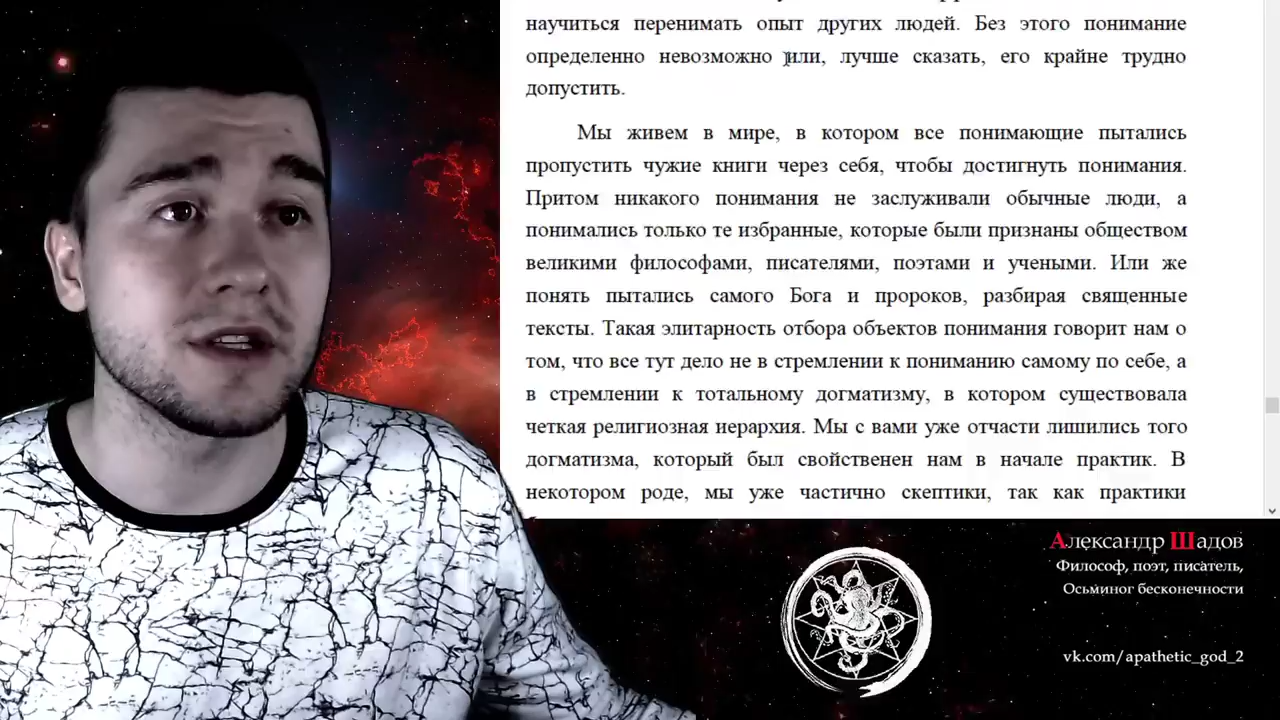 научиться перенимать опыт других людей. Без этого понимание
определенно невозможно или, лучше сказать, его крайне трудно
допустить.
Мы живем в мире, в котором все понимающие пытались
пропустить чужие книги через себя, чтобы достигнуть понимания.
Притом никакого понимания не заслуживали обычные люди, а
понимались только те избранные, которые были признаны обществом
великими философами, писателями, поэтами и учеными. Или же
понять пытались самого Бога и пророков, разбирая священные
тексты. Такая элитарность отбора объектов понимания говорит нам о
том, что все тут дело не в стремлении к пониманию самому по себе, а
в стремлении к тотальному догматизму, в котором существовала
четкая религиозная иерархия. Мы с вами уже отчасти лишились того
догматизма, который был свойственен нам в начале практик. В
некотором роде, мы уже частично скептики, так как практики
Александр Шадов
Философ, поэт, писатель,
Осьминог бесконечности
vk.com/apathetic_god_2